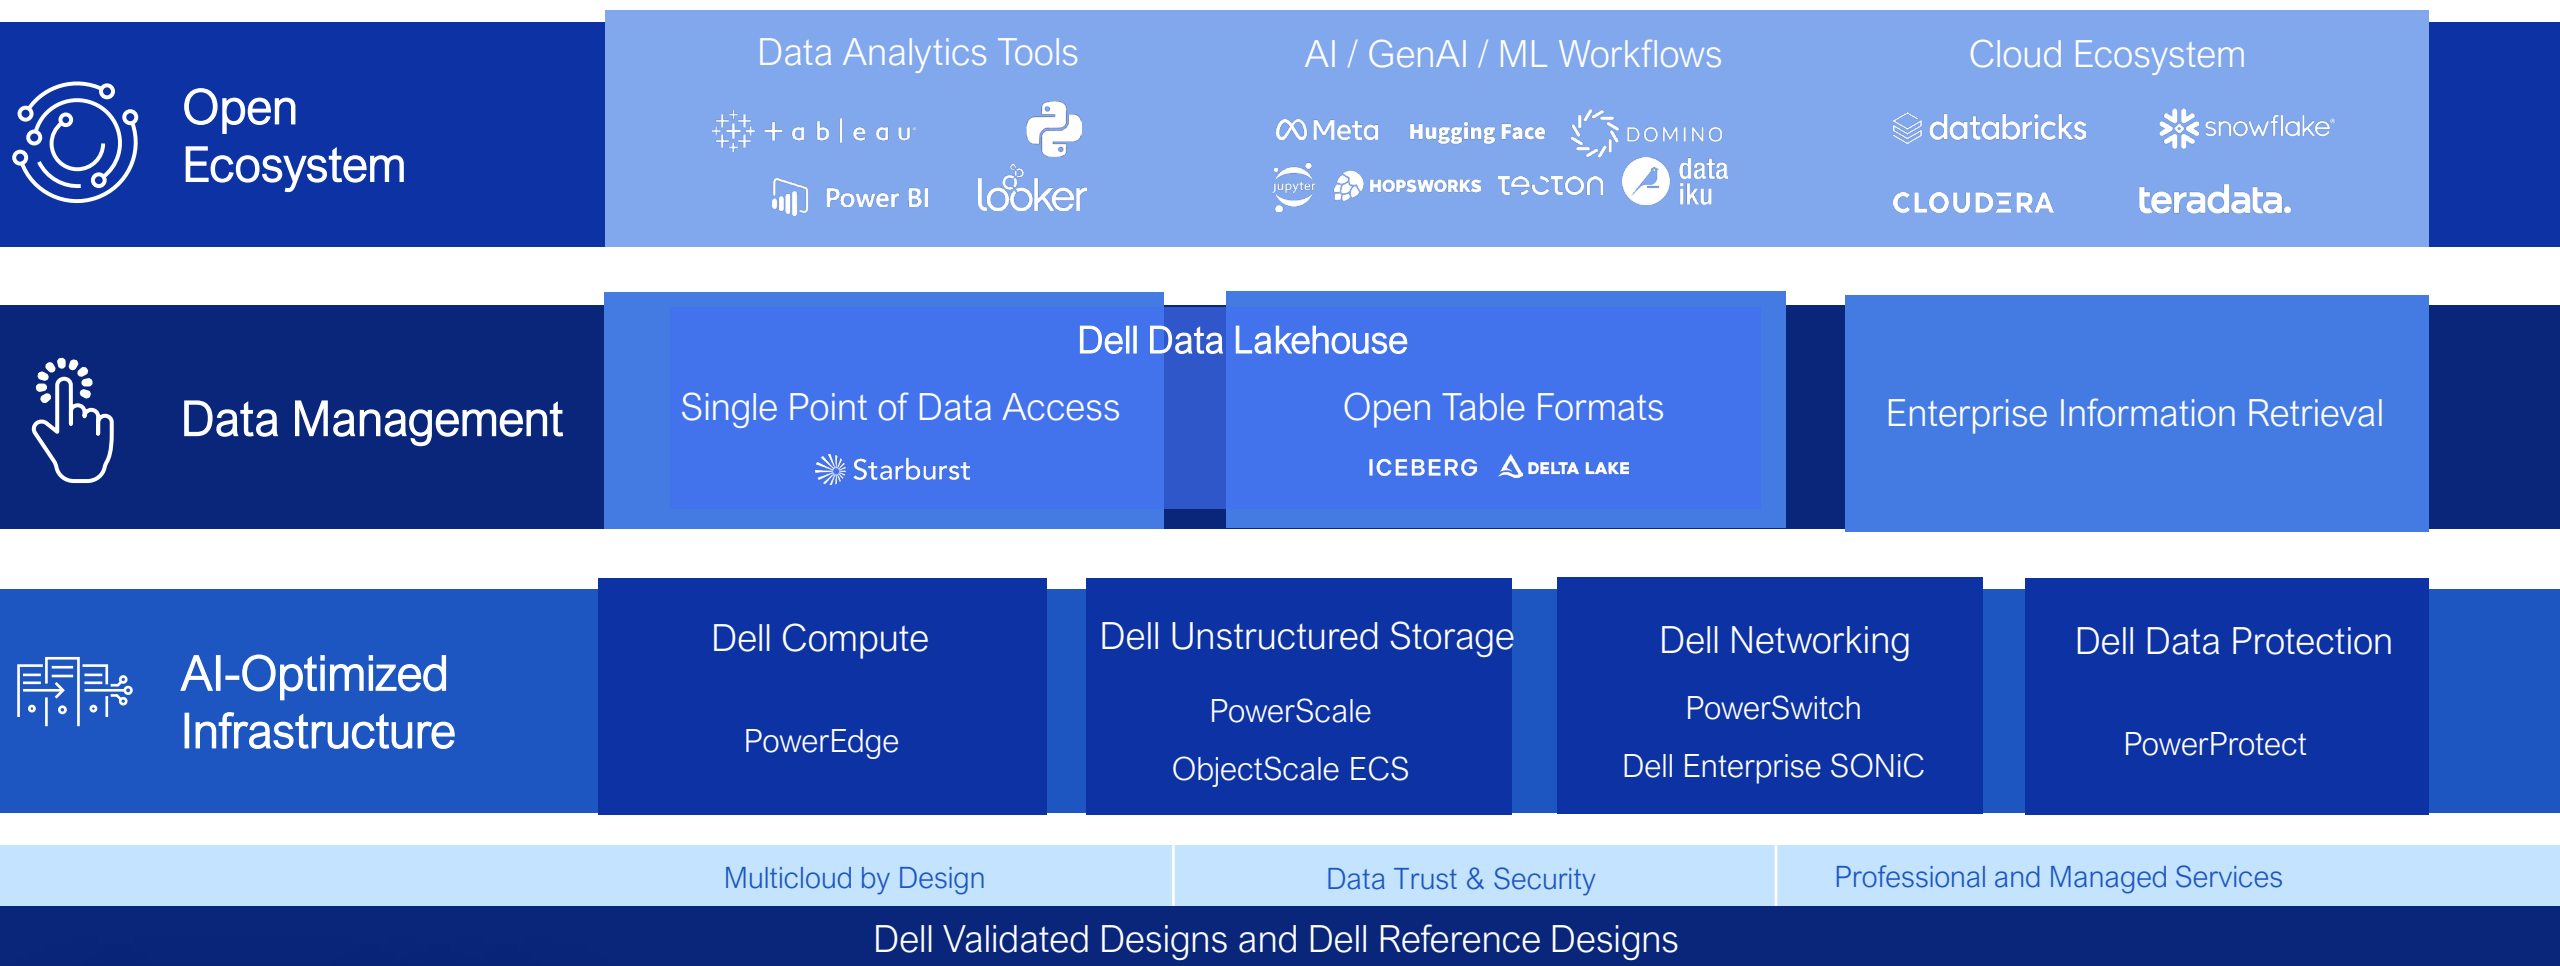 Open
Ecosystem
Data Analytics Tools
+ableau
Power BI
looker
AI / GenAI / ML Workflows
Meta
Hugging Face
DOMINO
jupyter
HOPSWORKS
TECTON
data
iku
Cloud Ecosystem
databricks
snowflake®
CLOUDERA
teradata.
Data Management
Dell Data Lakehouse
Single Point of Data Access
Starburst
Open Table Formats
ICEBERG
DELTA LAKE
Enterprise Information Retrieval
AI-Optimized
Infrastructure
Dell Compute
PowerEdge
Dell Unstructured Storage
PowerScale
ObjectScale ECS
Dell Networking
PowerSwitch
Dell Enterprise SONiC
Dell Data Protection
PowerProtect
Multicloud by Design
Data Trust & Security
Professional and Managed Services
Dell Validated Designs and Dell Reference Designs